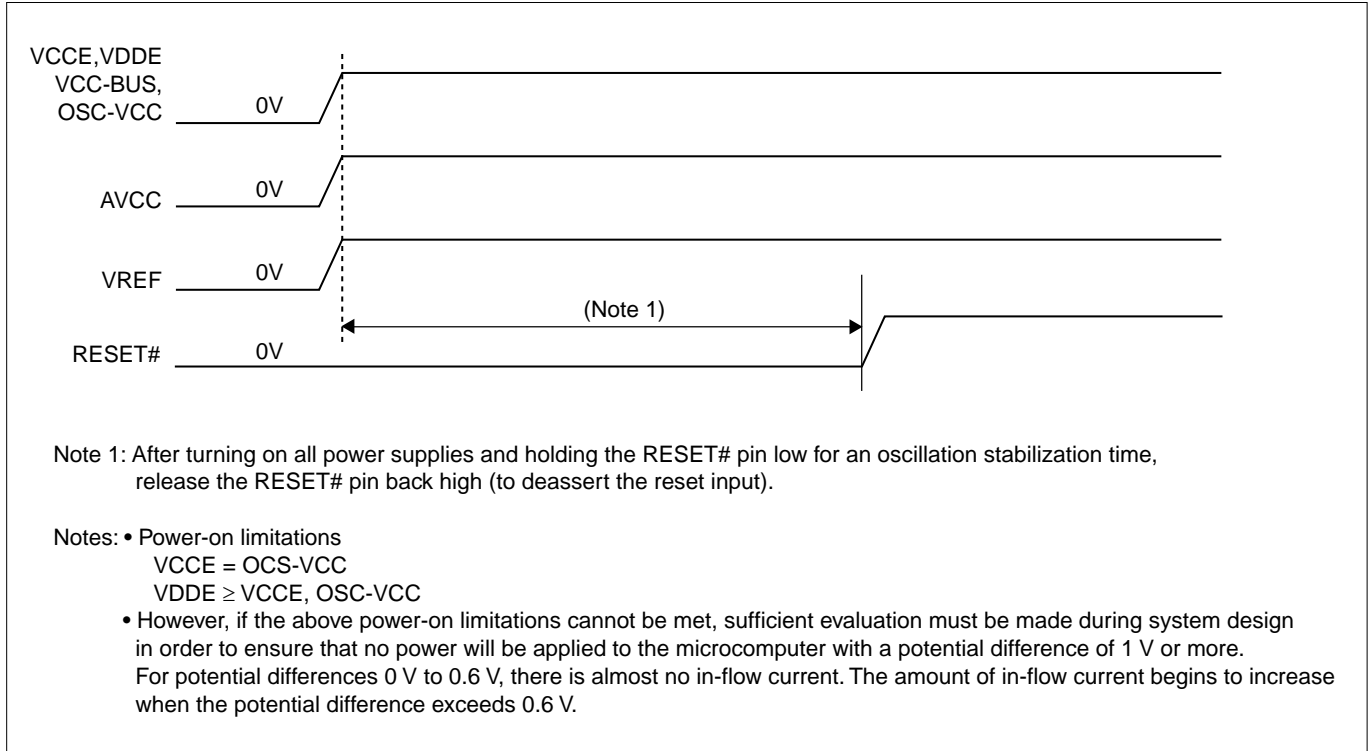 VCCE,VDDE
VCC-BUS,
OSC-VCC
0V
AVCC
0V
VREF
0V
(Note 1)
RESET#
0V
Note 1: After turning on all power supplies and holding the RESET# pin low for an oscillation stabilization time,
release the RESET# pin back high (to deassert the reset input).
Notes: • Power-on limitations
VCCE = OCS-VCC
VDDE ≥ VCCE, OSC-VCC
• However, if the above power-on limitations cannot be met, sufficient evaluation must be made during system design
in order to ensure that no power will be applied to the microcomputer with a potential difference of 1 V or more.
For potential differences 0 V to 0.6 V, there is almost no in-flow current. The amount of in-flow current begins to increase
when the potential difference exceeds 0.6 V.